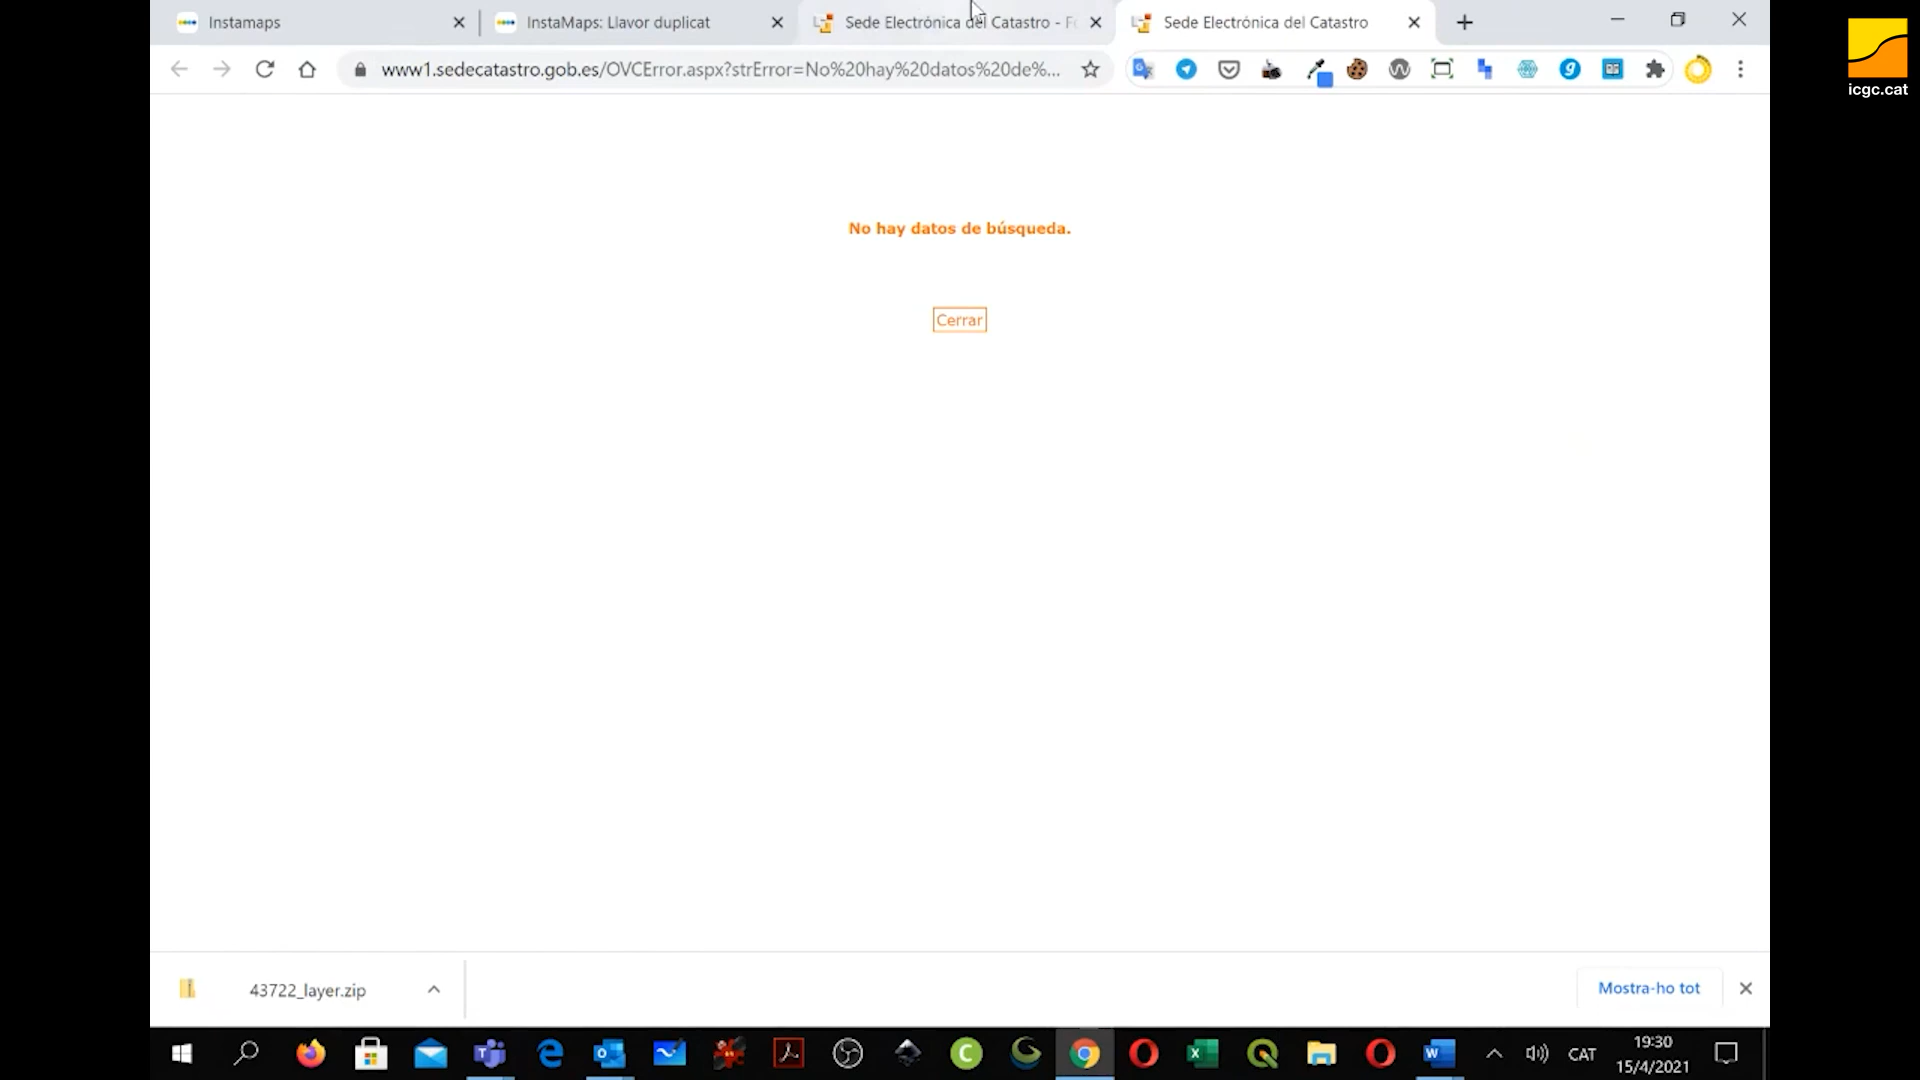 Instamaps
InstaMaps: Llavor duplicat
Sede Electrónica del Catastro - Fo
Sede Electrónica del Catastro
www1.sedecatastro.gob.es/OVCError.aspx?strError=No%20hay%20datos%20de%...
icgc.cat
No hay datos de búsqueda.
Cerrar
43722_layer.zip
Mostra-ho tot
CAT
19:30
15/4/2021